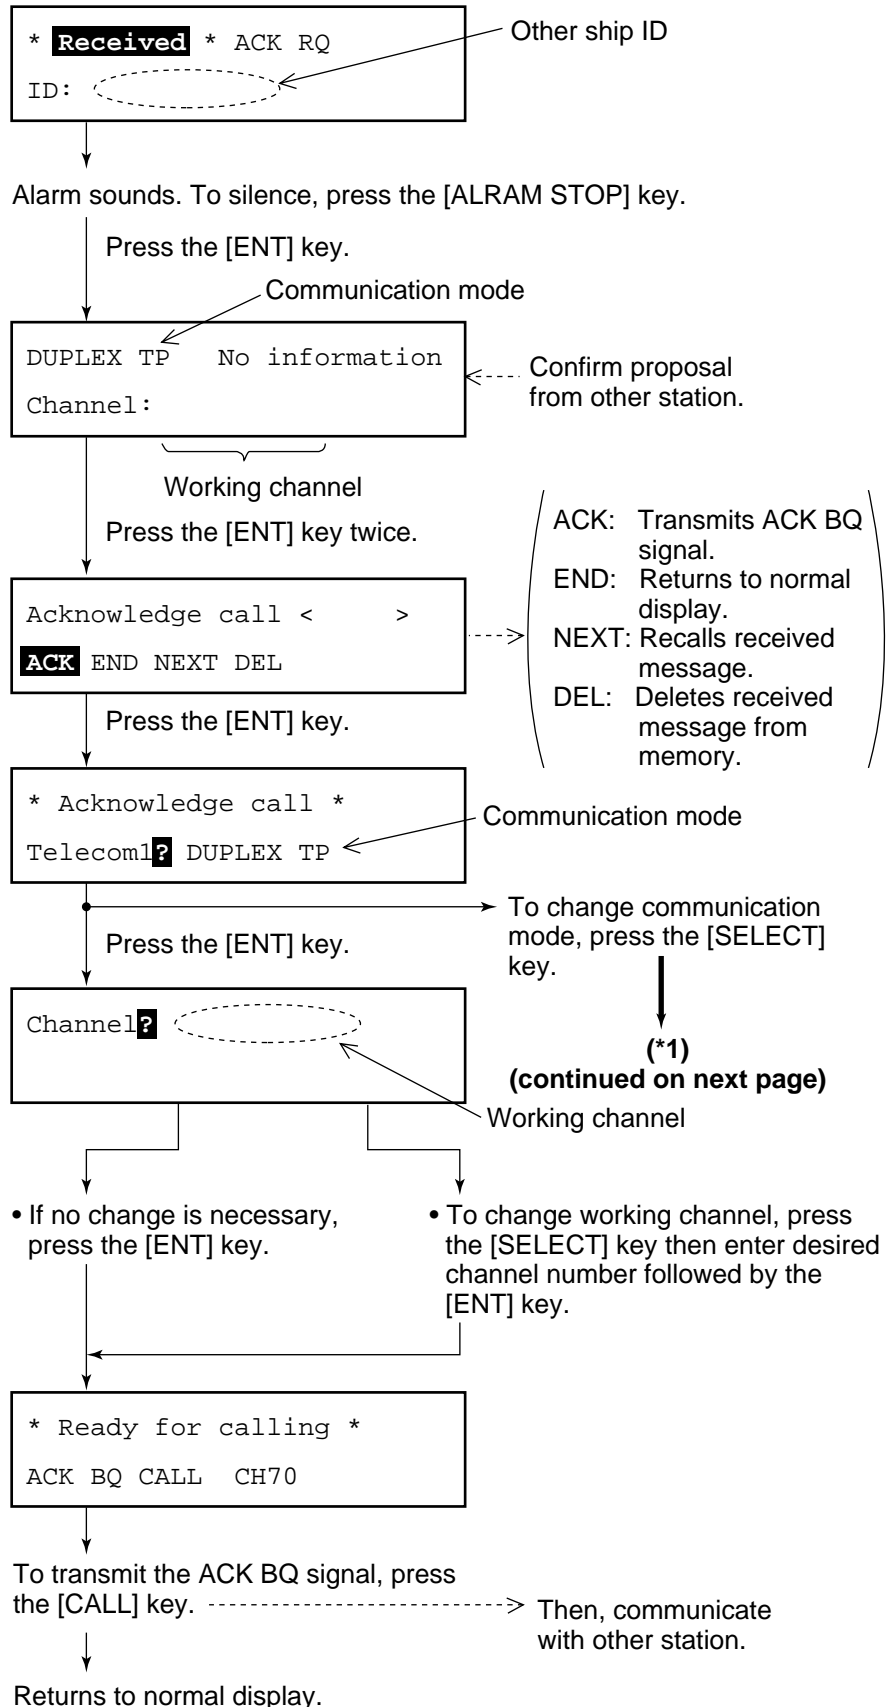 * Received * ACK RQ
Other ship ID
ID:
Alarm sounds. To silence, press the [ALRAM STOP] key.
Press the [ENT] key.
Communication mode
DUPLEX TP No information
Channel:
Confirm proposal
from other station.
Working channel
Press the [ENT] key twice.
Acknowledge call < >
ACK END NEXT DEL
ACK: Transmits ACK BQ
signal.
END: Returns to normal
display.
NEXT: Recalls received
message.
DEL: Deletes received
message from
memory.
Press the [ENT] key.
* Acknowledge call *
Telecom1? DUPLEX TP
Communication mode
To change communication
mode, press the [SELECT]
key.
Press the [ENT] key.
(*1)
(continued on next page)
Channel?
Working channel
• If no change is necessary,
press the [ENT] key.
• To change working channel, press
the [SELECT] key then enter desired
channel number followed by the
[ENT] key.
* Ready for calling *
ACK BQ CALL CH70
To transmit the ACK BQ signal, press
the [CALL] key.
Then, communicate
with other station.
Returns to normal display.